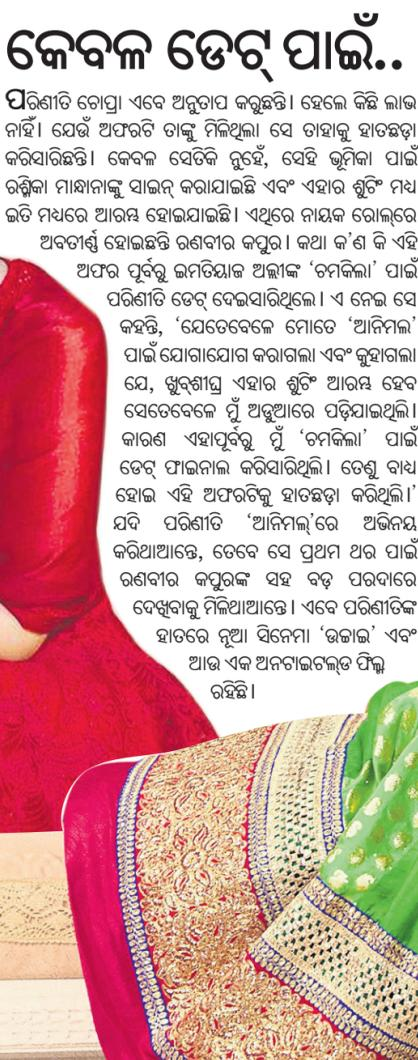 କେବଳ ଡେଟ୍ ପାଇଁ..
ପରିଣୀତି ଚୋପ୍ରା ଏବେ ଅନୁତାପ କରୁଛନ୍ତି। ହେଲେ କିଛି ଲାଭ
ନାହିଁ। ଯେଉଁ ଅଫରଟି ତାଙ୍କୁ ମିଳିଥିଲା ସେ ତାହାକୁ ହାତଛଡ଼ା
କରିସାରିଛନ୍ତି। କେବଳ ସେତିକି ନୁହେଁ, ସେହି ଭୂମିକା ପାଇଁ
ରଶ୍ମିକା ମାନ୍ଧାନାଙ୍କୁ ସାଇନ୍ କରାଯାଇଛି ଏବଂ ଏହାର ଶୁଟିଂ ମଧ୍ୟ
ଇତି ମଧ୍ୟରେ ଆରମ୍ଭ ହୋଇଯାଇଛି। ଏଥିରେ ନାୟକ ରୋଲ୍‌ରେ
ଅବତୀର୍ଣ୍ଣ ହୋଇଛନ୍ତି ରଣବୀର କପୁର। କଥା କ'ଣ କି ଏହି
ଅଫର ପୂର୍ବରୁ ଇମତିୟାଜ ଅଲ୍ଲୀଙ୍କ ‘ଚମକିଲା’ ପାଇଁ
ପରିଣୀତି ଡେଟ୍ ଦେଇସାରିଥିଲେ। ଏ ନେଇ ସେ
କହନ୍ତି, ‘ଯେତେବେଳେ ମୋତେ ‘ଆନିମଲ’
ପାଇଁ ଯୋଗାଯୋଗ କରାଗଲା ଏବଂ କୁହାଗଲା
ଯେ, ଖୁବ୍‌ଶୀଘ୍ର ଏହାର ଶୁଟିଂ ଆରମ୍ଭ ହେବ
ସେତେବେଳେ ମୁଁ ଅଡୁଆରେ ପଡ଼ିଯାଇଥିଲି।
କାରଣ ଏହାପୂର୍ବରୁ ମୁଁ ‘ଚମକିଲା’ ପାଇଁ
ଡେଟ୍ ଫାଇନାଲ କରିସାରିଥିଲି। ତେଣୁ ବାଧ୍ୟ
ହୋଇ ଏହି ଅଫରଟିକୁ ହାତଛଡ଼ା କରିଥିଲି।’
ଯଦି ପରିଣୀତି ‘ଆନିମଲ୍’ରେ ଅଭିନୟ
କରିଥାଆନ୍ତେ, ତେବେ ସେ ପ୍ରଥମ ଥର ପାଇଁ
ରଣବୀର କପୁରଙ୍କ ସହ ବଡ଼ ପରଦାରେ
ଦେଖିବାକୁ ମିଳିଥାଆନ୍ତେ। ଏବେ ପରିଣୀତିଙ୍କ
ହାତରେ ନୂଆ ସିନେମା ‘ଉଚ୍ଚାଇ’ ଏବଂ
ଆଉ ଏକ ଅନଟାଇଟଲ୍‌ଡ ଫିଲ୍ମ
ରହିଛି।